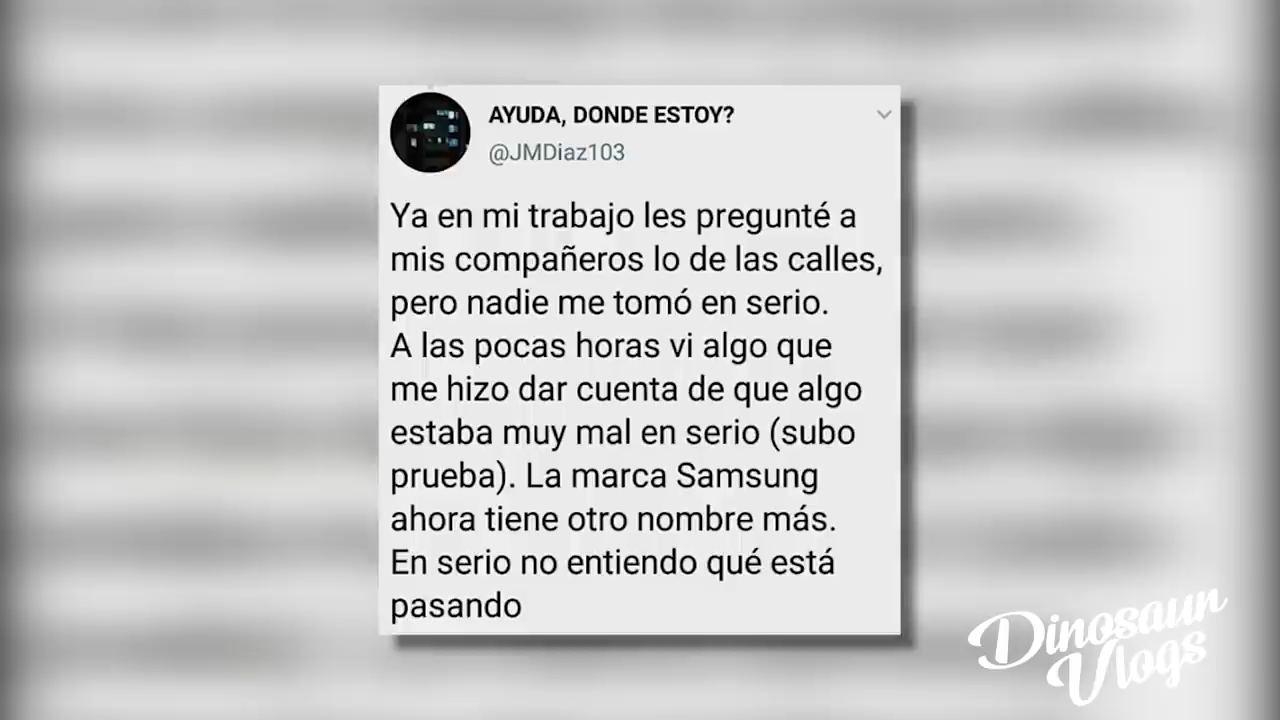 AYUDA, DONDE ESTOY?
@JMDiaz103
Ya en mi trabajo les pregunté a
mis compañeros lo de las calles,
pero nadie me tomó en serio.
A las pocas horas vi algo que
me hizo dar cuenta de que algo
estaba muy mal en serio (subo
prueba). La marca Samsung
ahora tiene otro nombre más.
En serio no entiendo qué está
pasando
Dinosaun
Vlogs